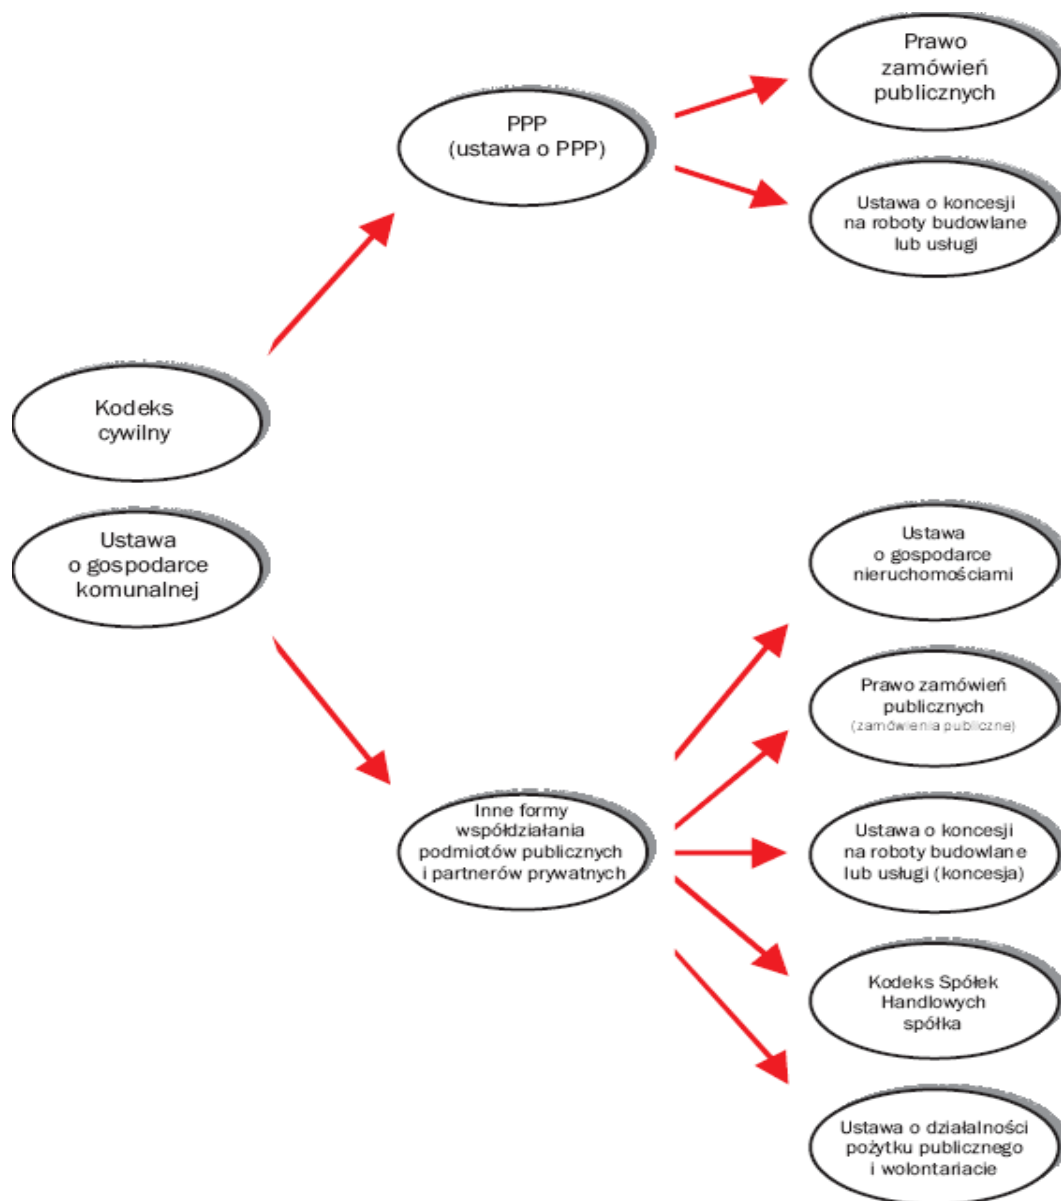 Prawo
zamówień
publicznych
PPP
(ustawa o PPP)
Ustawa o koncesji
na roboty budowlane
lub usługi
Kodeks
cywilny
Ustawa
o gospodarce
komunalnej
Ustawa
o gospodarce
nieruchomościami
Prawo zamówień
publicznych
(zamówienia publiczne)
Inne formy
współdziałania
podmiotów publicznych
i partnerów prywatnych
Ustawa o koncesji
na roboty budowlane
lub usługi (koncesja)
Kodeks Spółek
Handlowych
spółka
Ustawa o działalności
pożytku publicznego
i wolontariacie